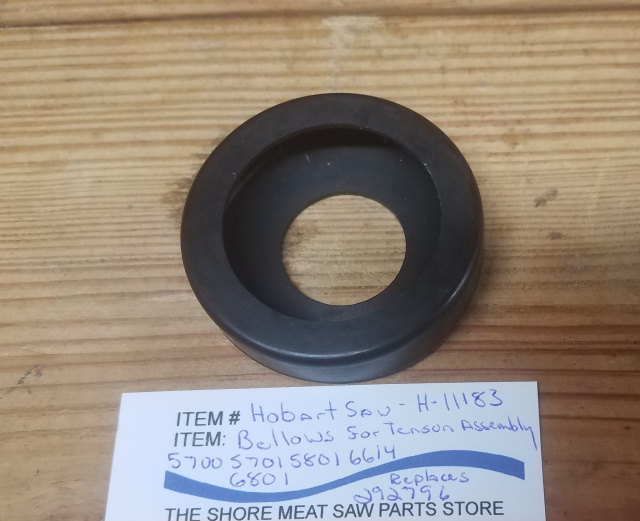 ITEM # Hobart Saw - H-11183
ITEM: Bellows for Tenson Assembly
5700 5701 5801 6614
6801 Replaces
292796
THE SHORE MEAT SAW PARTS STORE